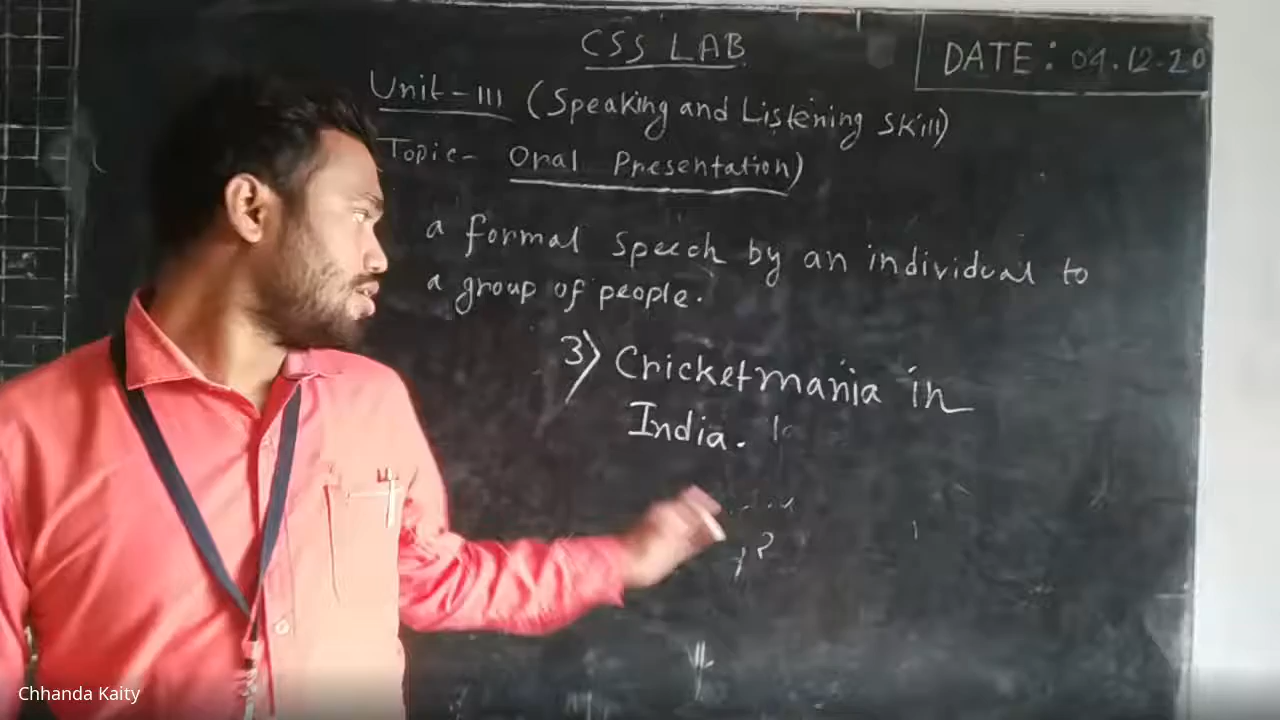 CSS LAB
DATE: 04.12.20
Unit-III (Speaking and Listening Skill)
Topic- Oral Presentation)
a formal speech by an individual to
a group of people.
3) Cricketmania in
India.
Chhanda Kaity